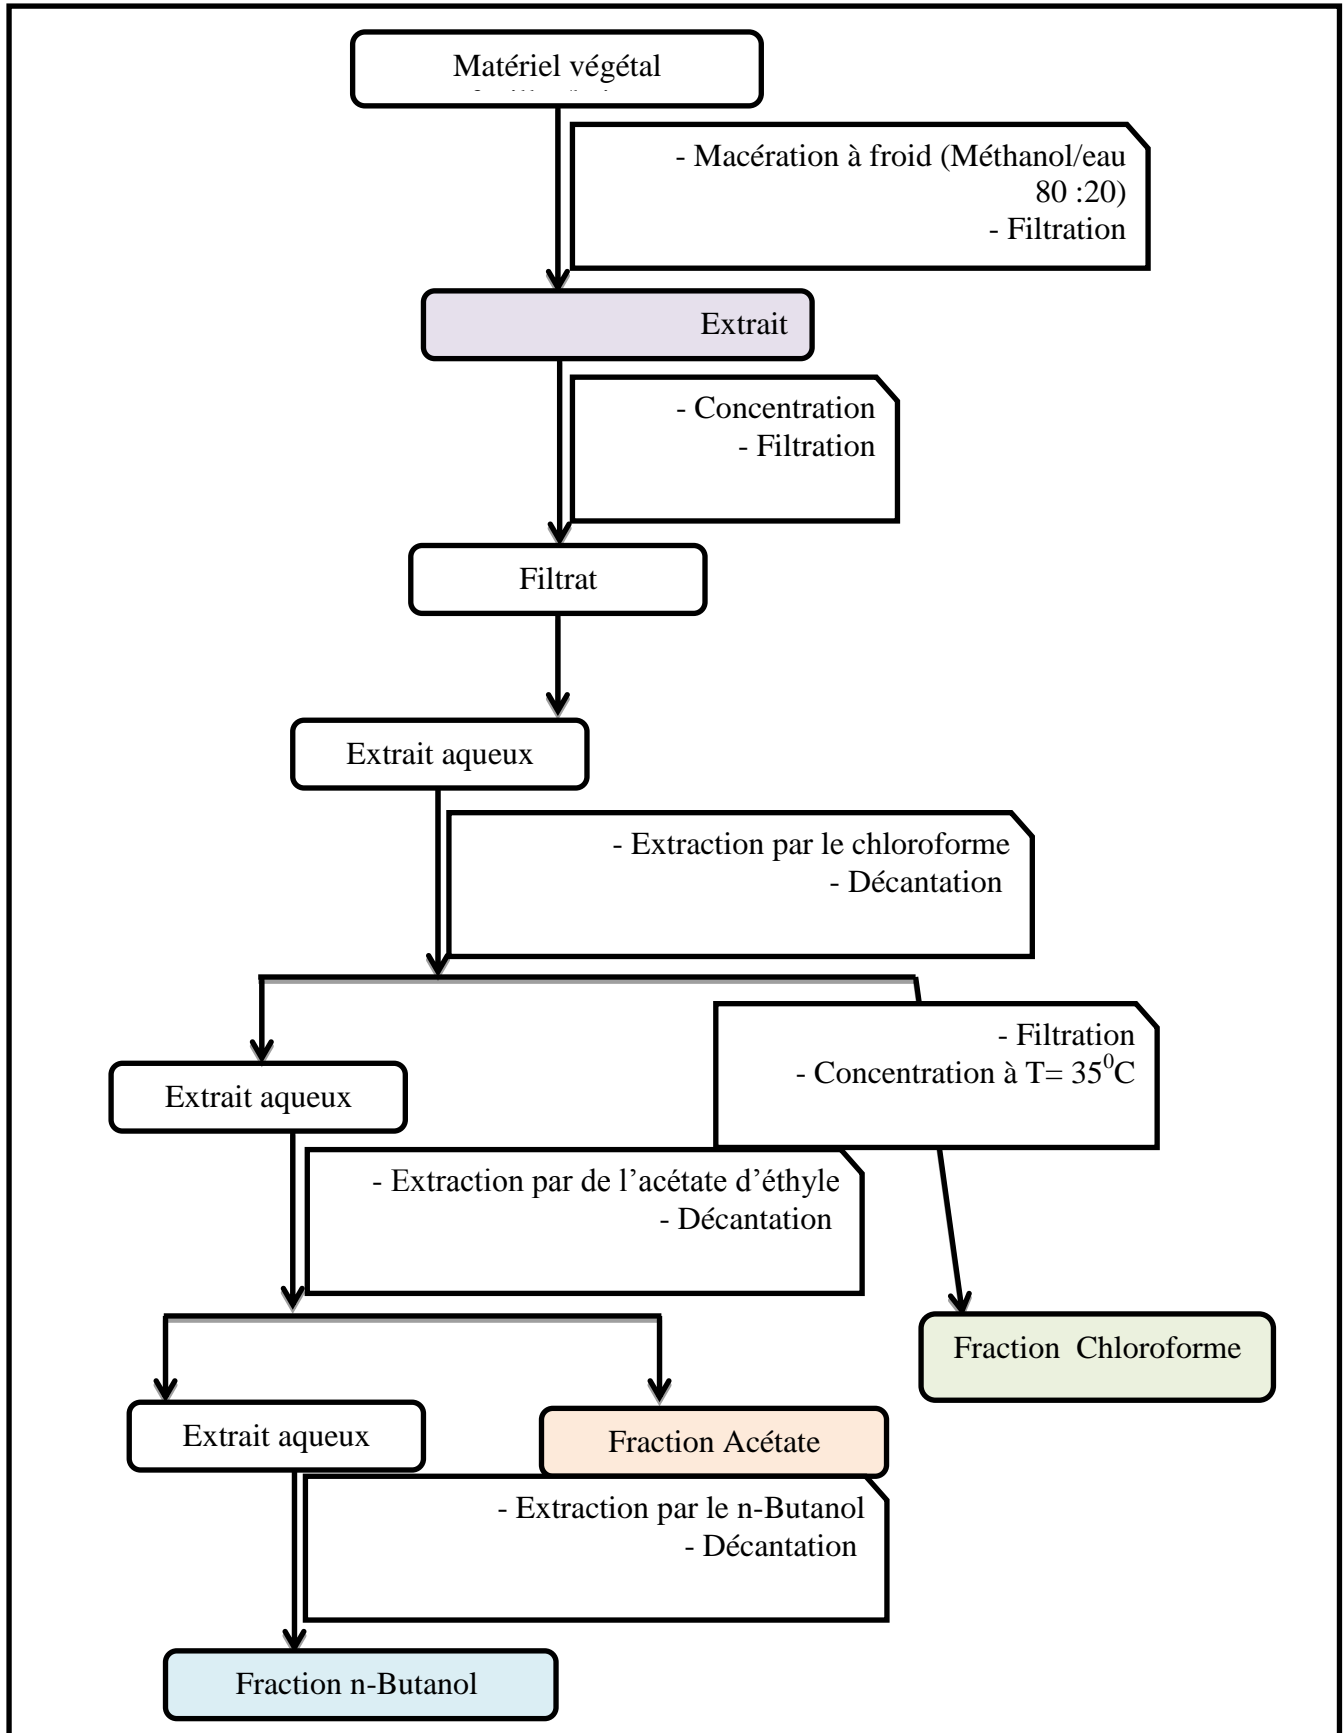 Matériel végétal
- Macération à froid (Méthanol/eau
80 :20)
- Filtration
Extrait
- Concentration
- Filtration
Filtrat
Extrait aqueux
- Extraction par le chloroforme
- Décantation
- Filtration
- Concentration à T= 35⁰C
Extrait aqueux
- Extraction par de l’acétate d’éthyle
- Décantation
Fraction Chloroforme
Extrait aqueux
Fraction Acétate
- Extraction par le n-Butanol
- Décantation
Fraction n-Butanol